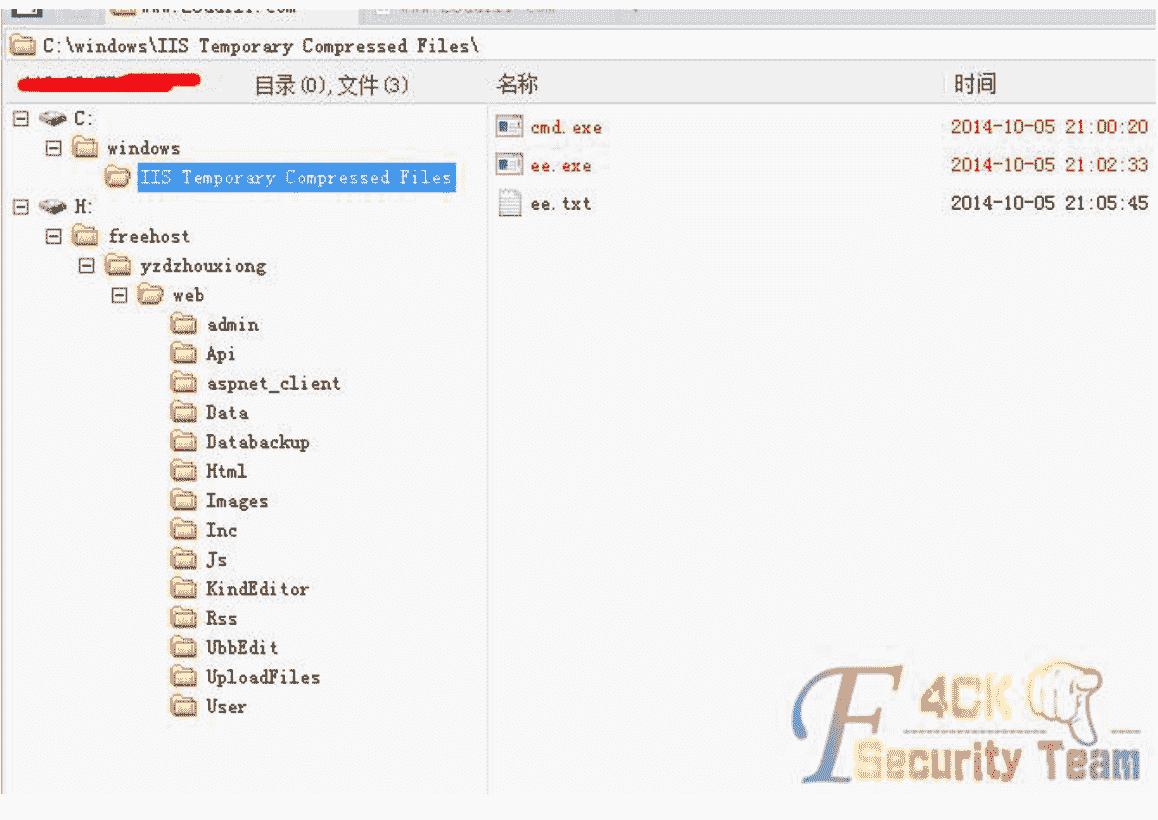 C:\windows\IIS Temporary Compressed Files\
目录(0),文件(3) 名称 时间
C:
windows
IIS Temporary Compressed Files
H:
freehost
yzdzhouxiong
web
admin
Api
aspnet_client
Data
Databackup
Html
Images
Inc
Js
KindEditor
Rss
UbbEdit
UploadFiles
User
cmd.exe 2014-10-05 21:00:20
ee.exe 2014-10-05 21:02:33
ee.txt 2014-10-05 21:05:45
F4CK
Security Team